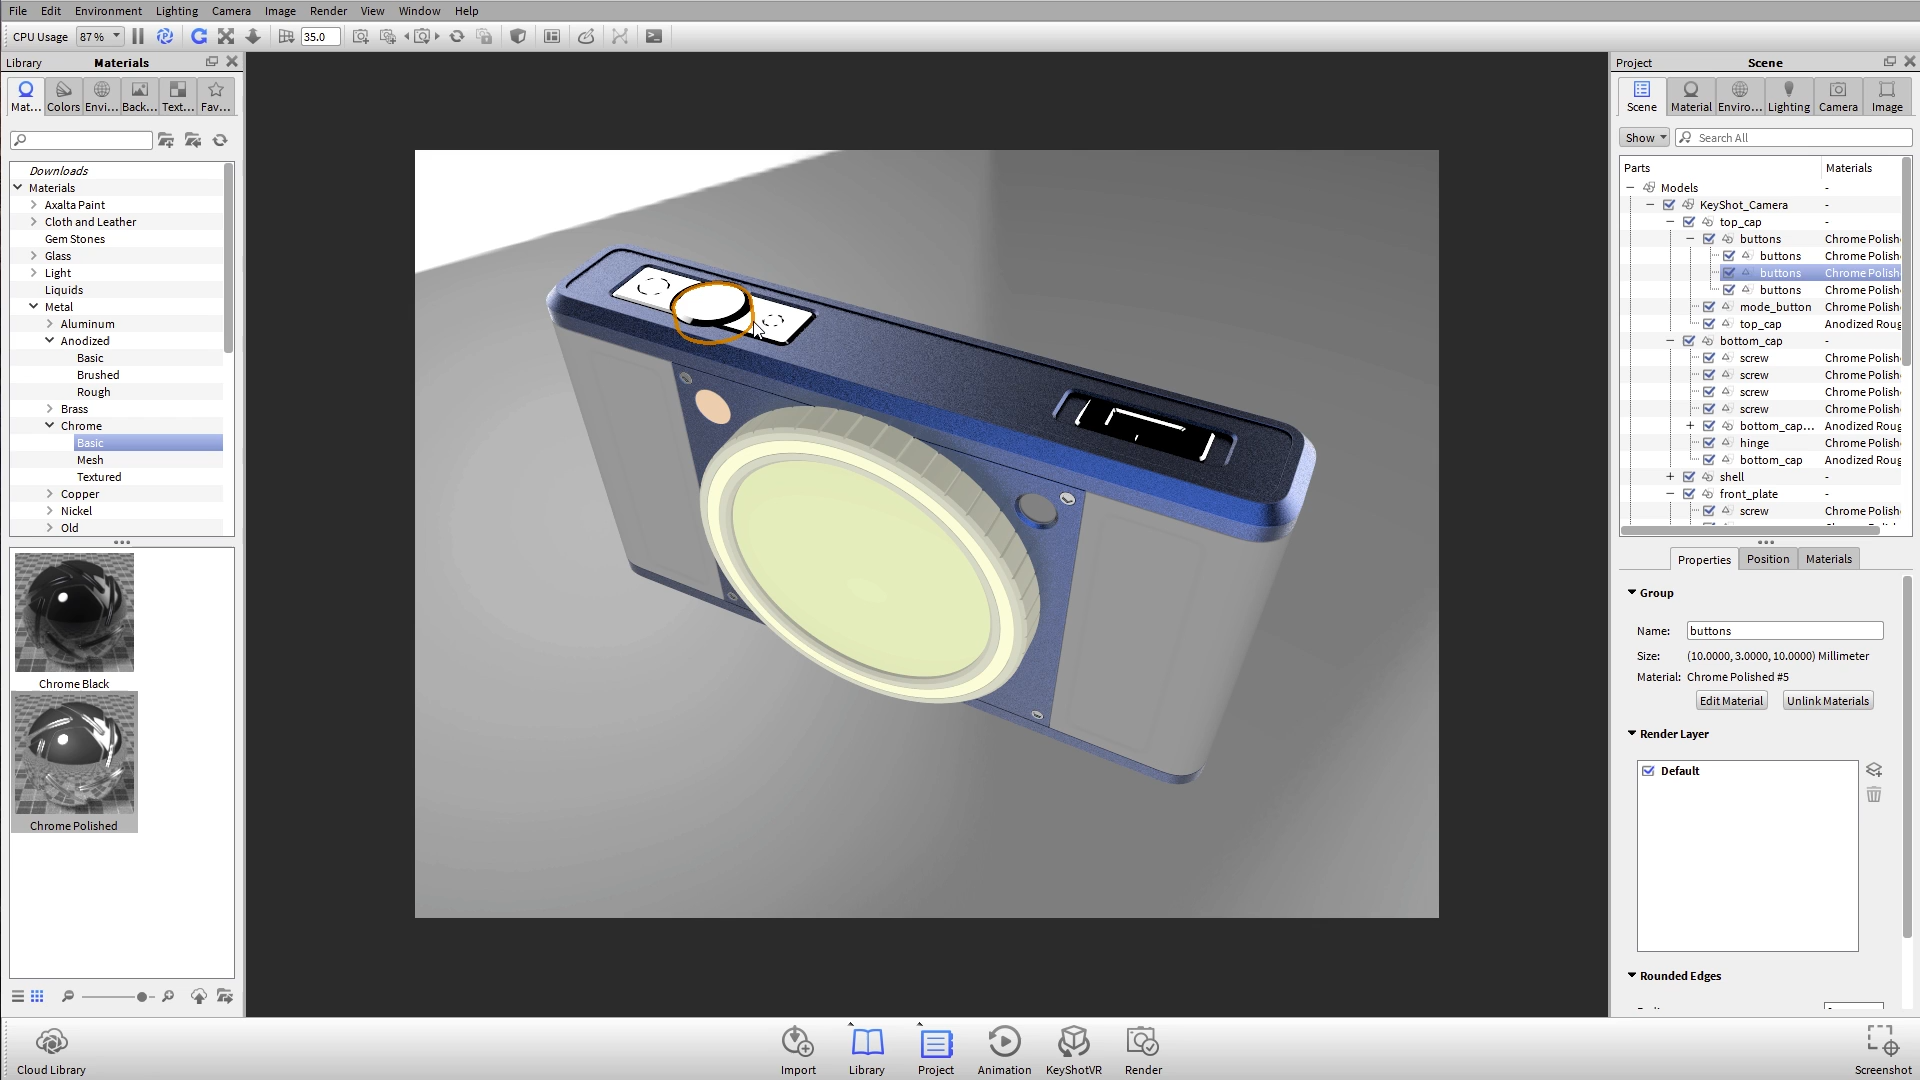 File Edit Environment Lighting Camera Image Render View Window Help
CPU Usage 87 % 35.0
Library Materials
Mat... Colors Envi... Back... Text... Fav...
Downloads
Materials
Axalta Paint
Cloth and Leather
Gem Stones
Glass
Light
Liquids
Metal
Aluminum
Anodized
Basic
Brushed
Rough
Brass
Chrome
Basic
Mesh
Textured
Copper
Nickel
Old
Chrome Black
Chrome Polished
Project Scene
Scene Material Enviro... Lighting Camera Image
Show Search All
Parts Materials
Models -
KeyShot_Camera -
top_cap -
buttons Chrome Polish
buttons Chrome Polish
buttons Chrome Polish
buttons Chrome Polish
mode_button Chrome Polish
top_cap Anodized Roug
bottom_cap -
screw Chrome Polish
screw Chrome Polish
screw Chrome Polish
screw Chrome Polish
bottom_cap... Anodized Roug
hinge Chrome Polish
bottom_cap Anodized Roug
shell -
front_plate -
screw Chrome Polish
Properties Position Materials
Group
Name: buttons
Size: (10.0000, 3.0000, 10.0000) Millimeter
Material: Chrome Polished #5
Edit Material Unlink Materials
Render Layer
Default
Rounded Edges
Cloud Library Import Library Project Animation KeyShotVR Render Screenshot